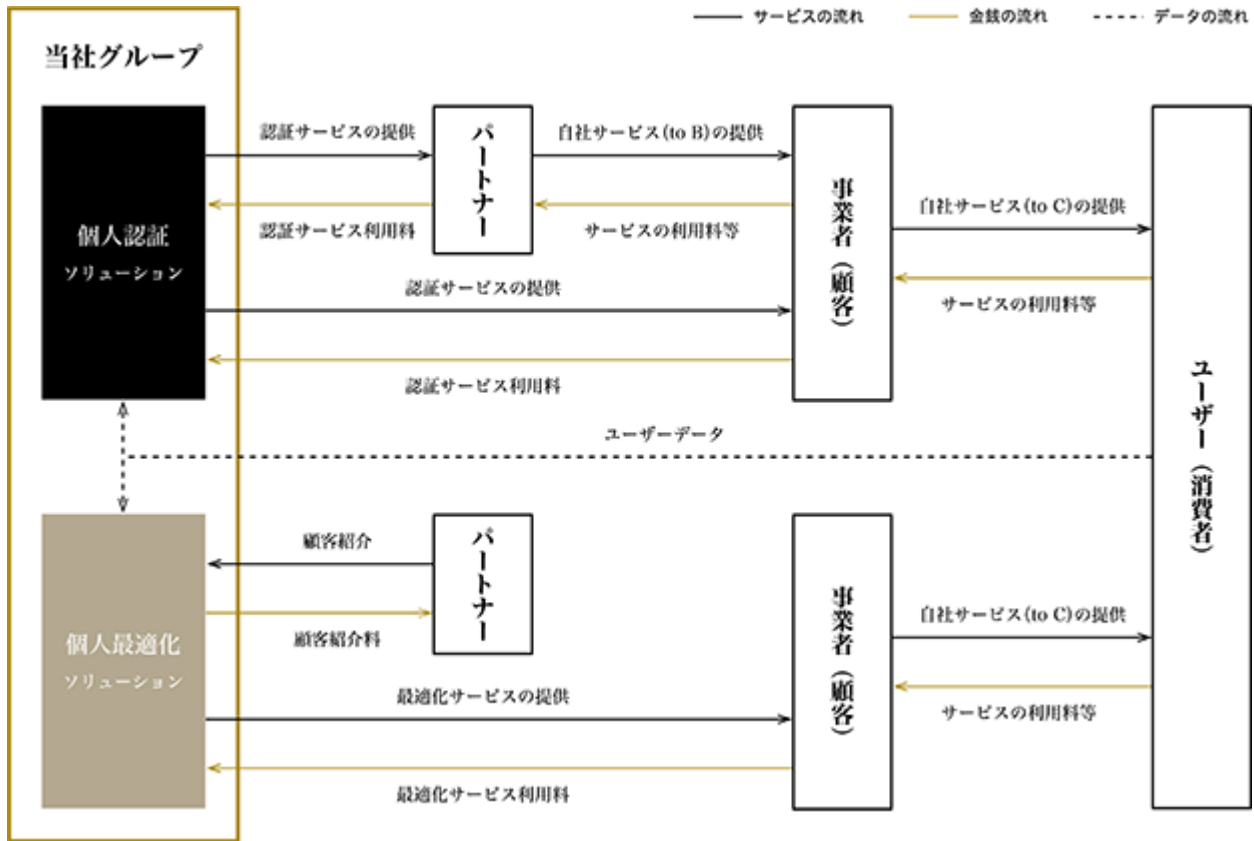 サービスの流れ 金銭の流れ データの流れ
当社グループ
認証サービスの提供
パートナー
自社サービス(to B)の提供
事業者(顧客)
自社サービス(to C)の提供
ユーザー(消費者)
個人認証
ソリューション
認証サービス利用料
サービスの利用料等
サービスの利用料等
認証サービスの提供
認証サービス利用料
ユーザーデータ
個人最適化
ソリューション
顧客紹介
パートナー
顧客紹介料
事業者(顧客)
自社サービス(to C)の提供
最適化サービスの提供
サービスの利用料等
最適化サービス利用料